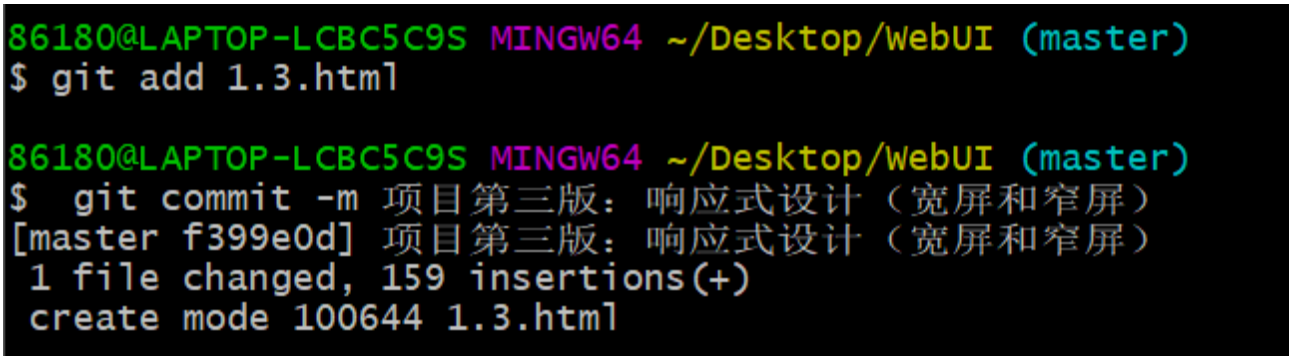 86180@LAPTOP-LCBC5C9S MINGW64 ~/Desktop/WebUI (master)
$ git add 1.3.html
86180@LAPTOP-LCBC5C9S MINGW64 ~/Desktop/WebUI (master)
$  git commit -m 项目第三版：响应式设计（宽屏和窄屏）
[master f399e0d] 项目第三版：响应式设计（宽屏和窄屏）
 1 file changed, 159 insertions(+)
 create mode 100644 1.3.html